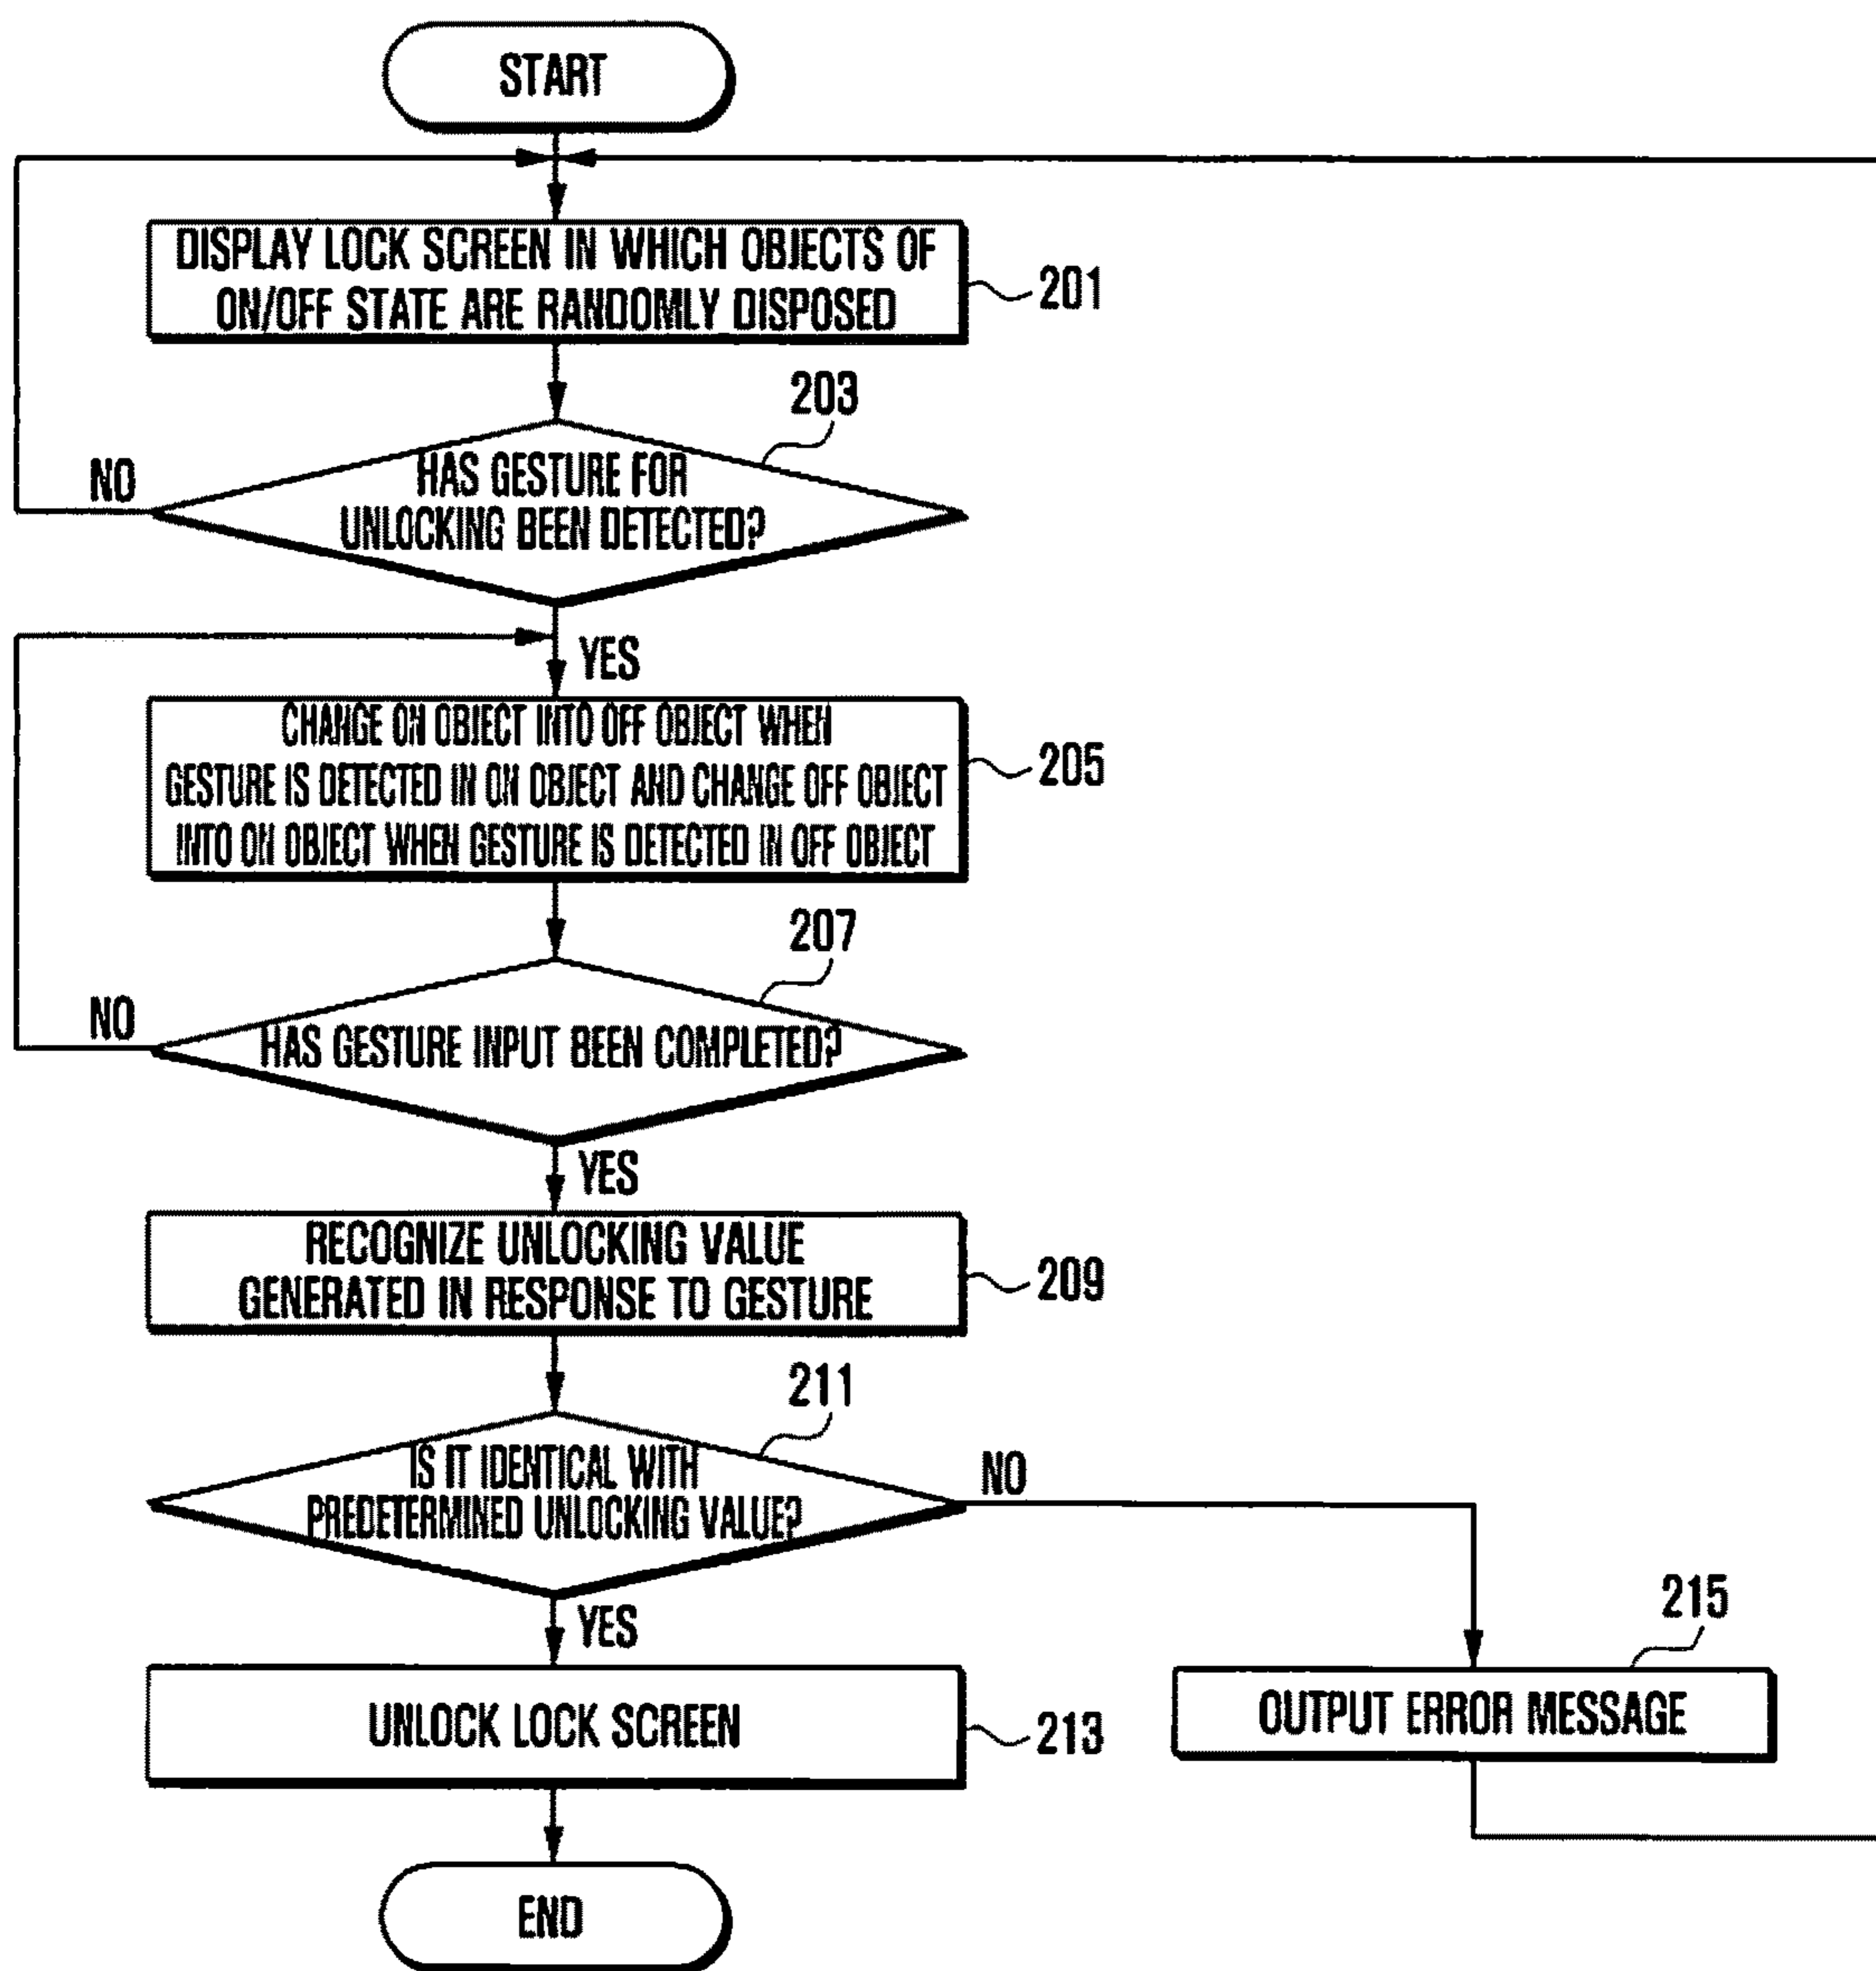 START
DISPLAY LOCK SCREEN IN WHICH OBJECTS OF
ON/OFF STATE ARE RANDOMLY DISPOSED
201
203
HAS GESTURE FOR
UNLOCKING BEEN DETECTED?
NO
YES
CHANGE ON OBJECT INTO OFF OBJECT WHEN
GESTURE IS DETECTED IN ON OBJECT AND CHANGE OFF OBJECT
INTO ON OBJECT WHEN GESTURE IS DETECTED IN OFF OBJECT
205
207
HAS GESTURE INPUT BEEN COMPLETED?
NO
YES
RECOGNIZE UNLOCKING VALUE
GENERATED IN RESPONSE TO GESTURE
209
211
IS IT IDENTICAL WITH
PREDETERMINED UNLOCKING VALUE?
NO
YES
215
OUTPUT ERROR MESSAGE
UNLOCK LOCK SCREEN
213
END